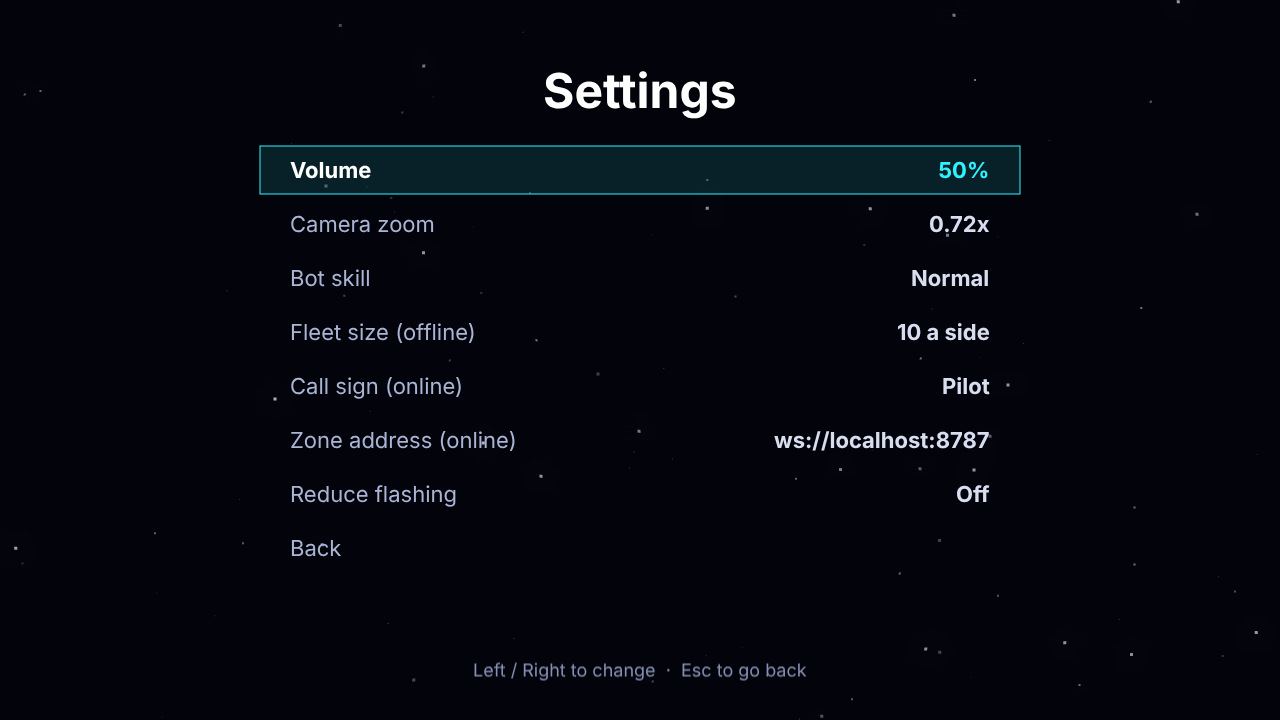 Settings
Volume 50%
Camera zoom 0.72x
Bot skill Normal
Fleet size (offline) 10 a side
Call sign (online) Pilot
Zone address (online) ws://localhost:8787
Reduce flashing Off
Back
Left / Right to change · Esc to go back